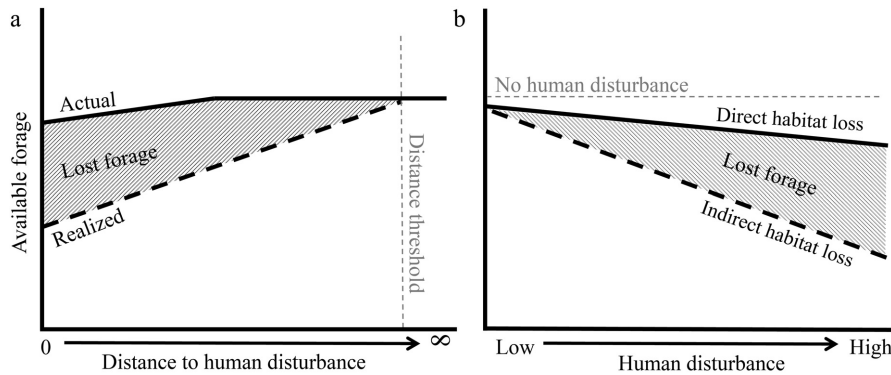 a
Available forage
Actual
Lost forage
Realized
Distance threshold
0
∞
Distance to human disturbance
b
No human disturbance
Direct habitat loss
Lost forage
Indirect habitat loss
Low
High
Human disturbance